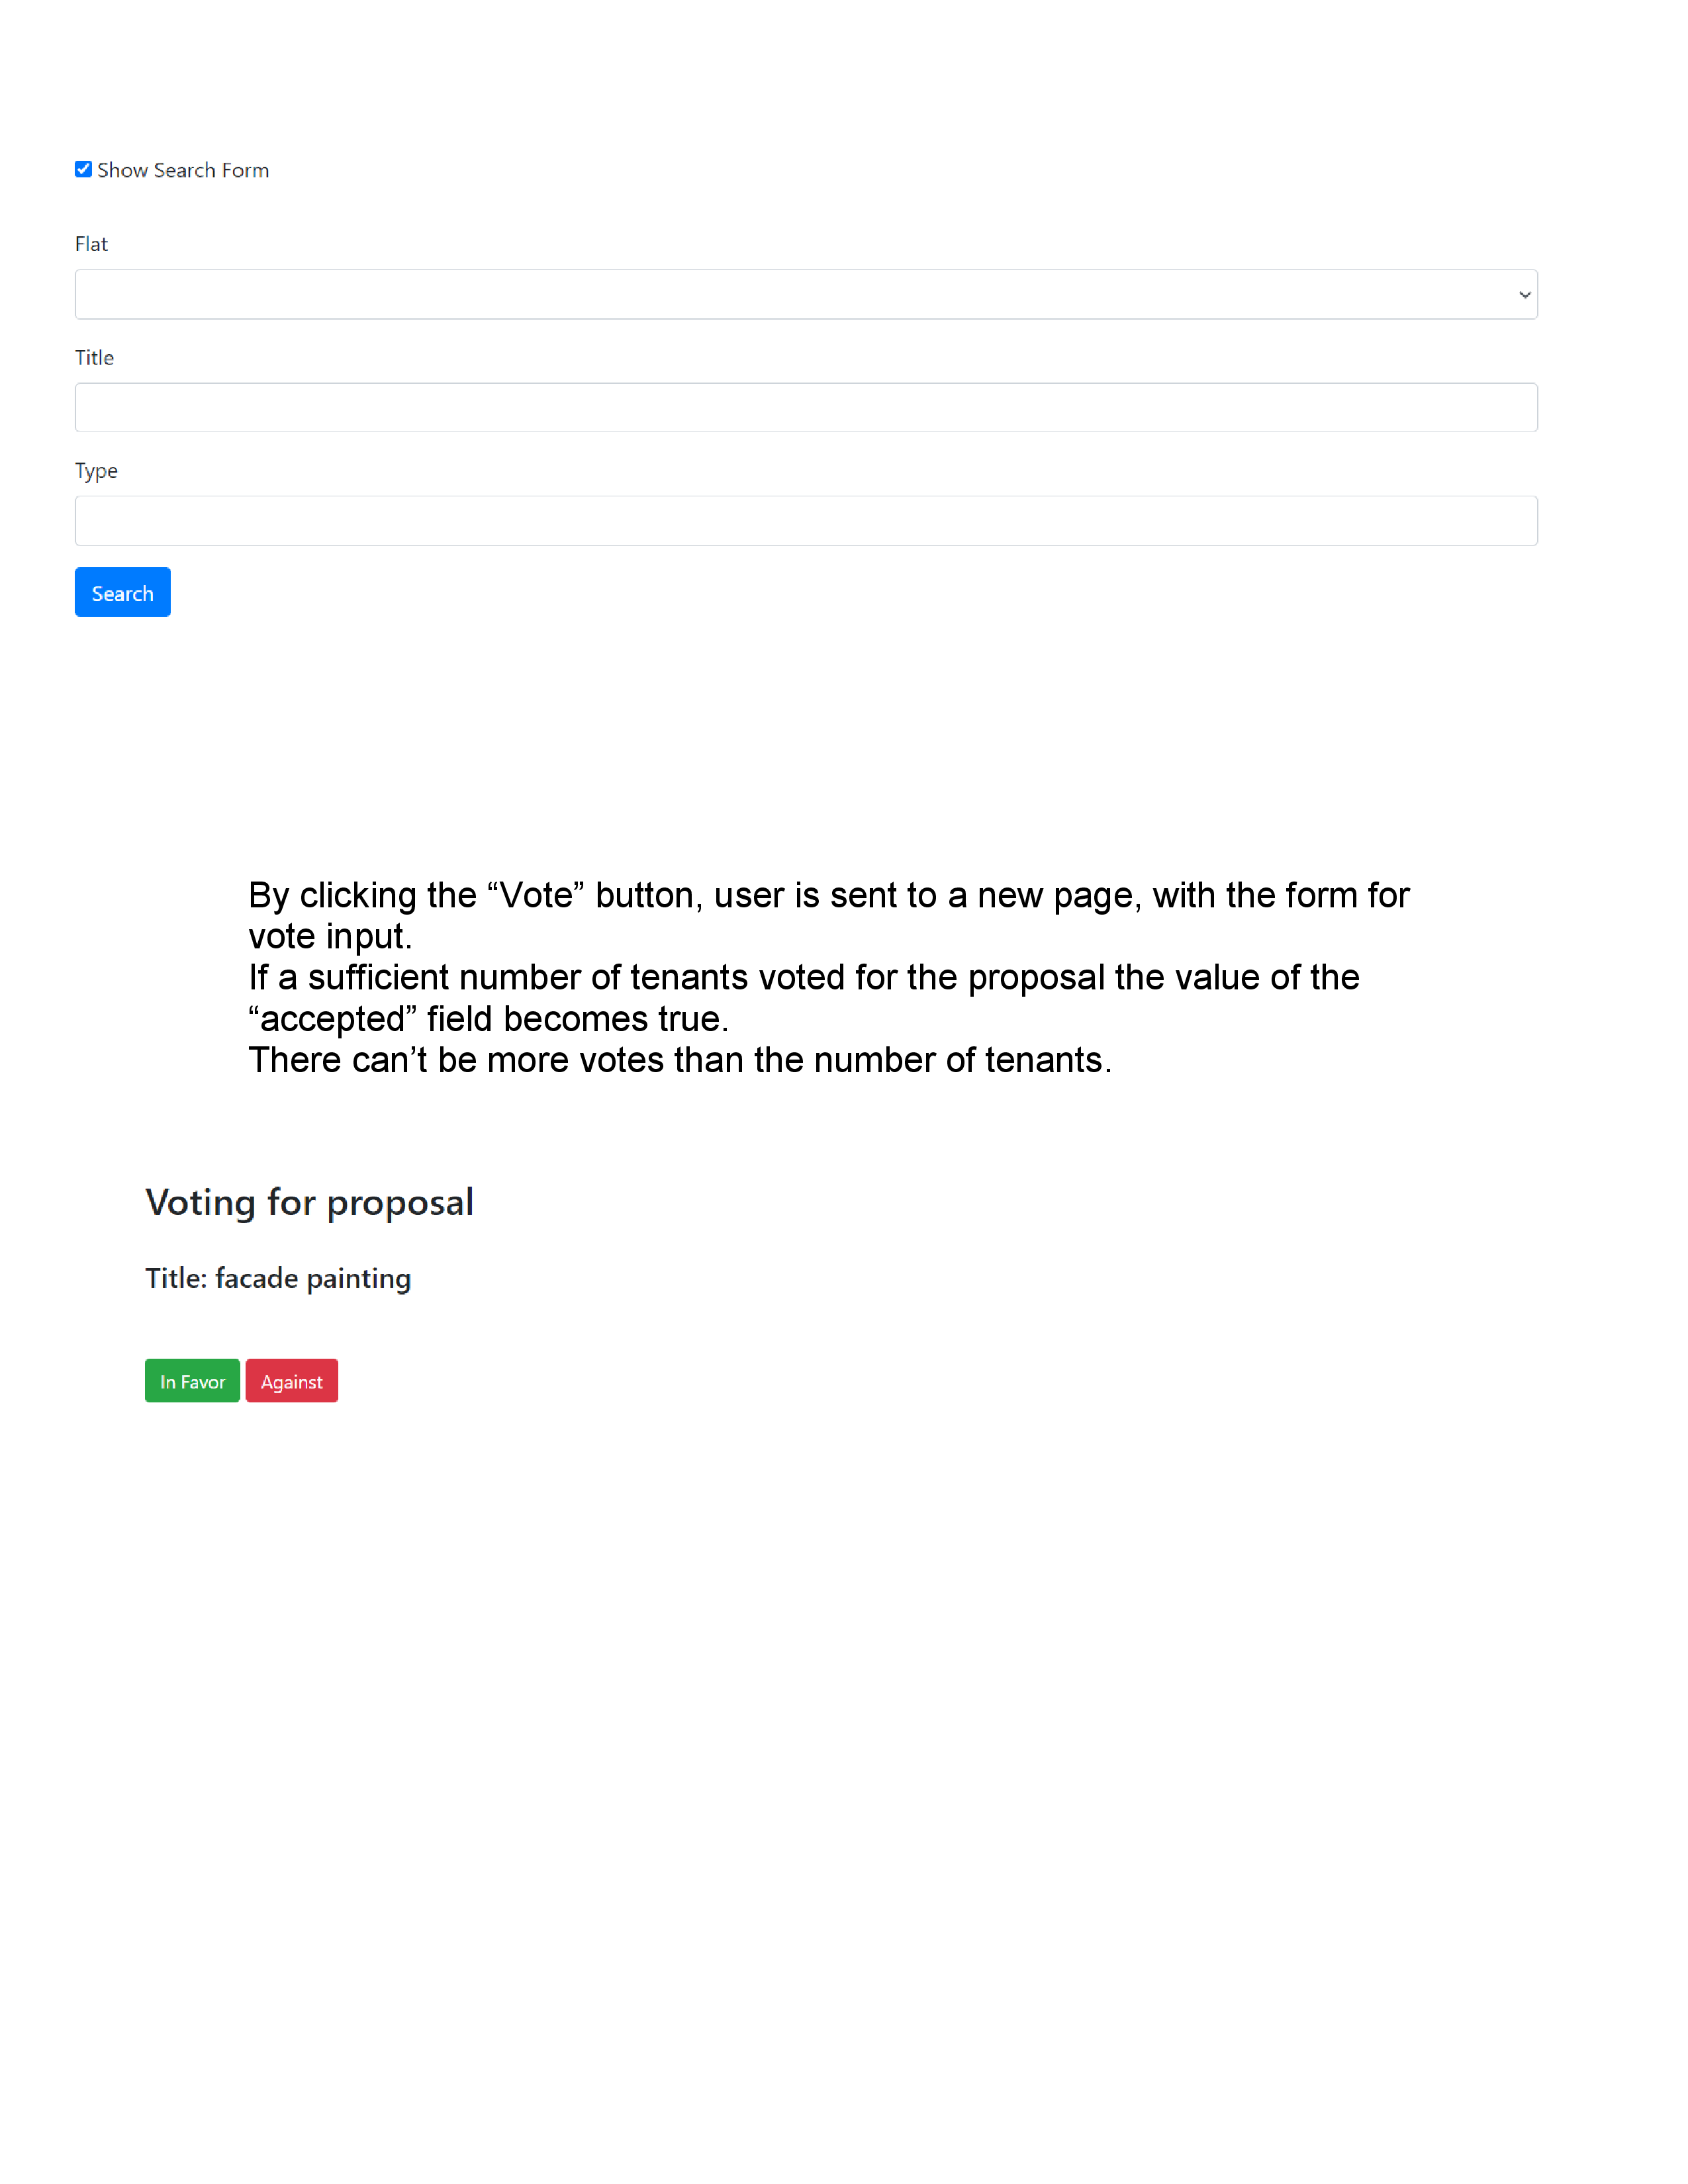 Show Search Form
Flat
Title
Type
Search
By clicking the “Vote” button, user is sent to a new page, with the form for
vote input.
If a sufficient number of tenants voted for the proposal the value of the
“accepted” field becomes true.
There can’t be more votes than the number of tenants.
Voting for proposal
Title: facade painting
In Favor Against